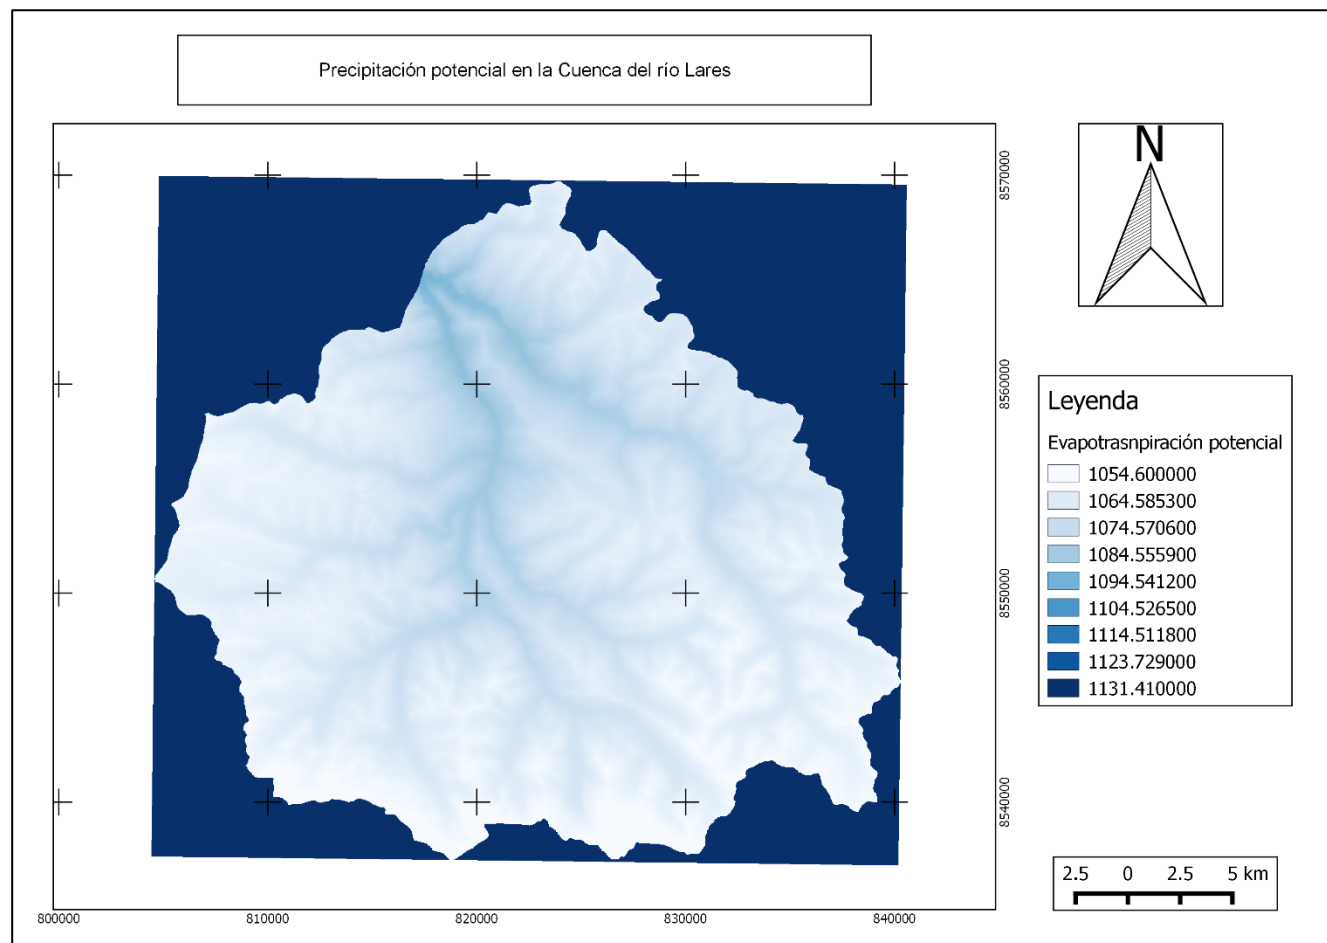 Precipitación potencial en la Cuenca del río Lares
N
8570000
8560000
8550000
8540000
Leyenda
Evapotrasnpiración potencial
1054.600000
1064.585300
1074.570600
1084.555900
1094.541200
1104.526500
1114.511800
1123.729000
1131.410000
2.5 0 2.5 5 km
800000 810000 820000 830000 840000